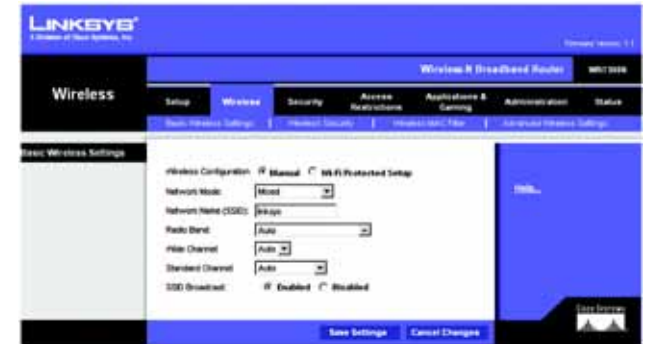 LINKSYS®
A Division of Cisco Systems, Inc.
Wireless-N Broadband Router
Wireless
Setup Wireless Security Access Restrictions Applications & Gaming Administration Status
Basic Wireless Settings | Wireless Security | Wireless MAC Filter | Advanced Wireless Settings
Basic Wireless Settings
Wireless Configuration Manual Wi-Fi Protected Setup
Network Mode: Mixed
Network Name (SSID): linksys
Radio Band: Auto
Wide Channel: Auto
Standard Channel: Auto
SSID Broadcast: Enabled Disabled
Help...
Save Settings Cancel Changes
Cisco Systems